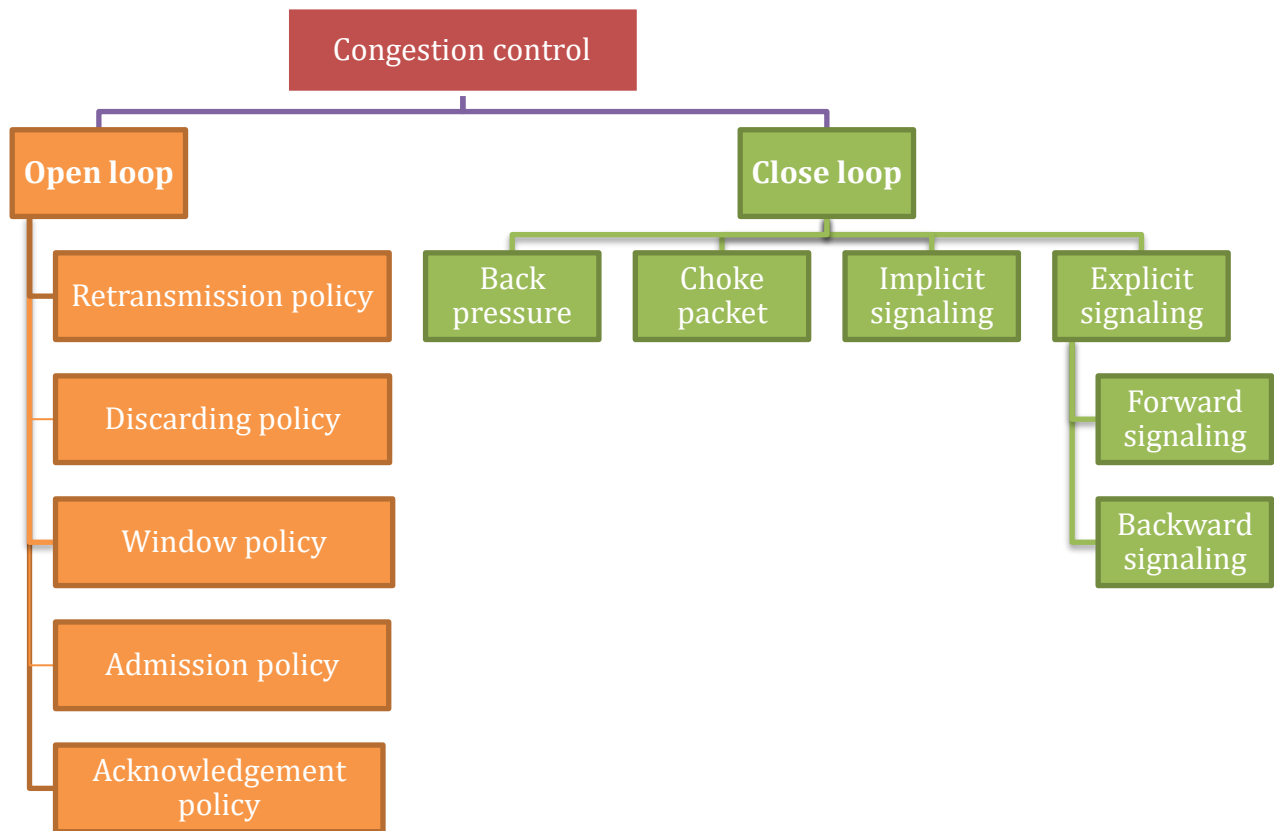 Congestion control
Open loop
Close loop
Retransmission policy
Discarding policy
Window policy
Admission policy
Acknowledgement
policy
Back
pressure
Choke
packet
Implicit
signaling
Explicit
signaling
Forward
signaling
Backward
signaling